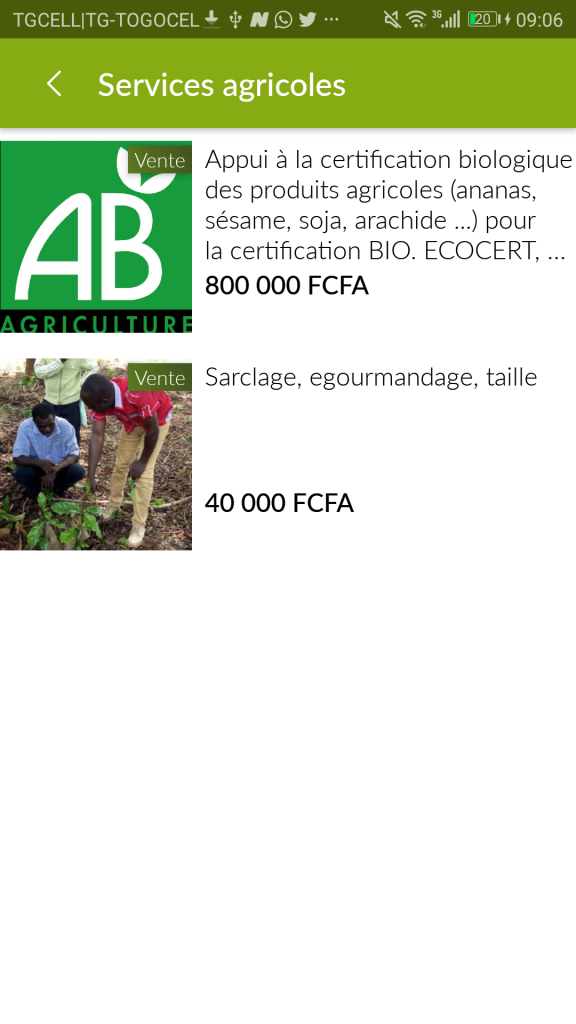 TGCELL|TG-TOGOCEL ... 3G 20 09:06
Services agricoles
Vente
AB
AGRICULTURE
Appui à la certification biologique
des produits agricoles (ananas,
sésame, soja, arachide ...) pour
la certification BIO. ECOCERT, ...
800 000 FCFA
Vente
Sarclage, egourmandage, taille
40 000 FCFA